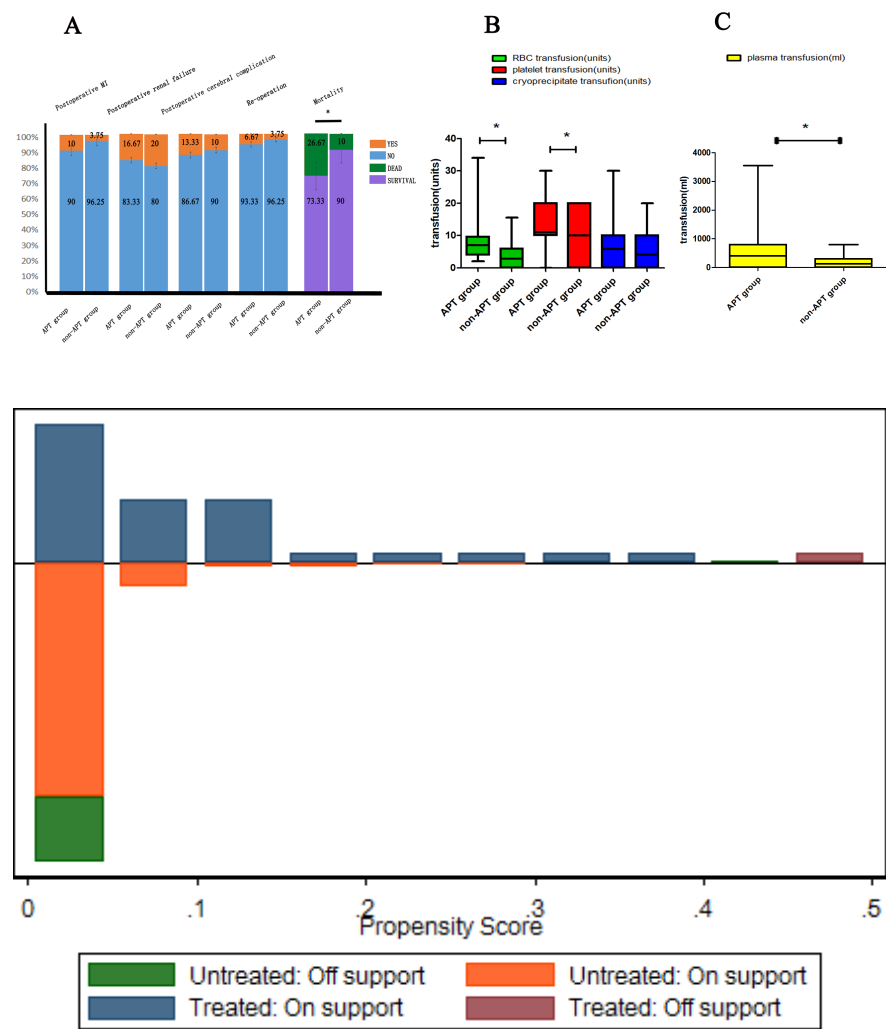 A
Postoperative MI
Postoperative renal failure
Postoperative cerebral complication
Re-operation
Mortality
*
100%
90%
80%
70%
60%
50%
40%
30%
20%
10%
0%
10 3.75 16.67 20 13.33 10 6.67 3.75 26.67 10
90 96.25 83.33 80 86.67 90 93.33 96.25 73.33 90
YES
NO
DEAD
SURVIVAL
APT group non-APT group APT group non-APT group APT group non-APT group APT group non-APT group APT group non-APT group
B
RBC transfusion(units)
platelet transfusion(units)
cryoprecipitate transufion(units)
transfusion(units)
40
30
20
10
0
* *
APT group non-APT group APT group non-APT group APT group non-APT group
C
plasma transfusion(ml)
*
transfusion(ml)
4000
3000
2000
1000
0
APT group non-APT group
0 .1 .2 .3 .4 .5
Propensity Score
Untreated: Off support Untreated: On support
Treated: On support Treated: Off support